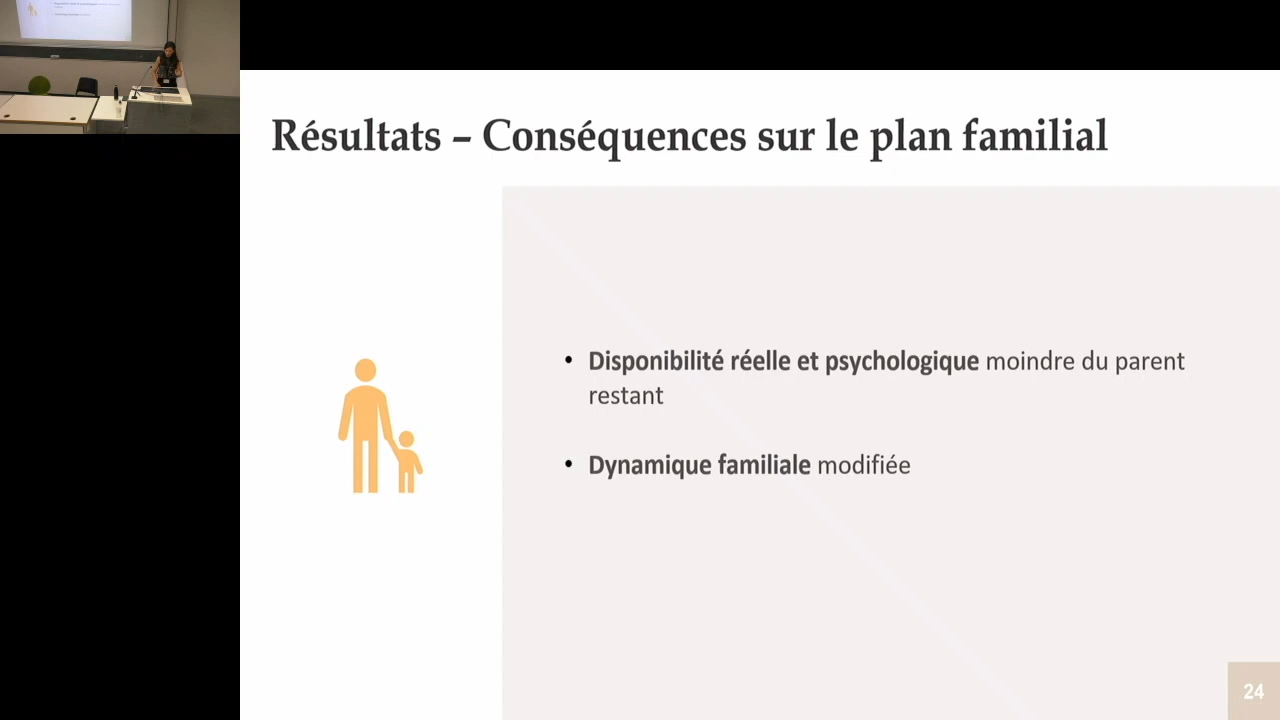 Résultats – Conséquences sur le plan familial
• Disponibilité réelle et psychologique moindre du parent
restant
• Dynamique familiale modifiée
24